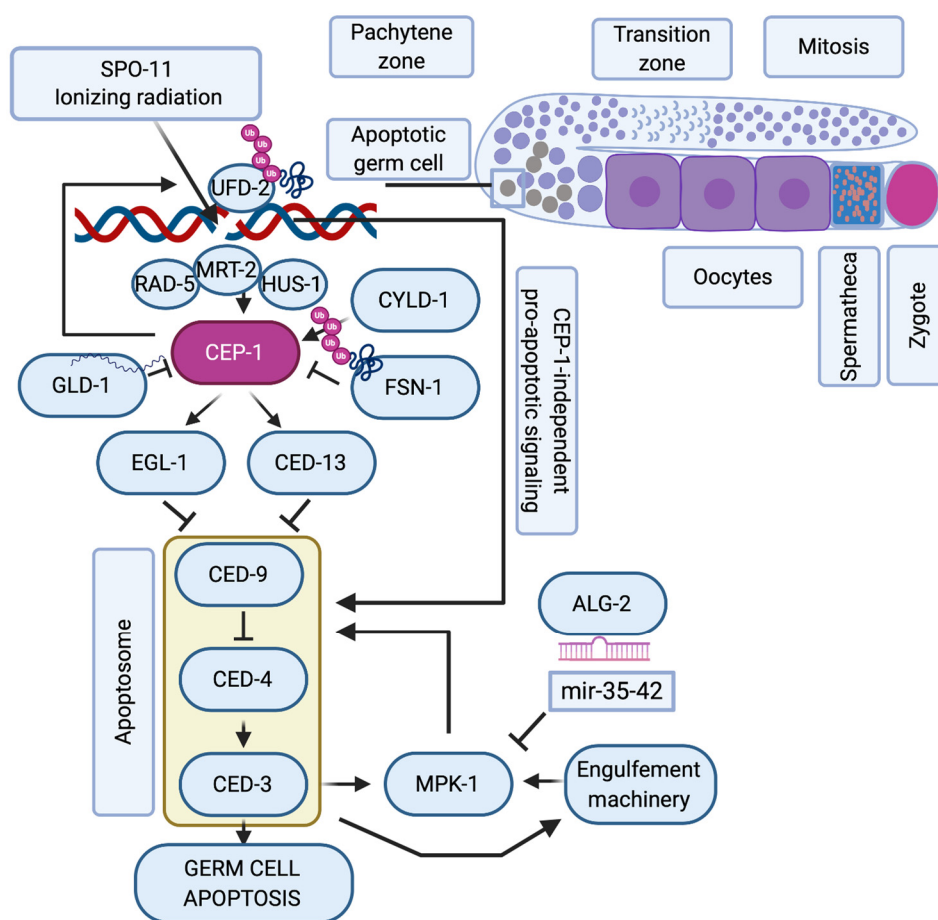 SPO-11
Ionizing radiation
Pachytene
zone
Transition
zone
Mitosis
Apoptotic
germ cell
Ub
Ub
Ub
Ub
UFD-2
RAD-5
MRT-2
HUS-1
CYLD-1
Ub
Ub
Ub
CEP-1
GLD-1
FSN-1
EGL-1
CED-13
CEP-1-independent
pro-apoptotic signaling
Oocytes
Spermatheca
Zygote
Apoptosome
CED-9
CED-4
CED-3
ALG-2
mir-35-42
MPK-1
Engulfement
machinery
GERM CELL
APOPTOSIS